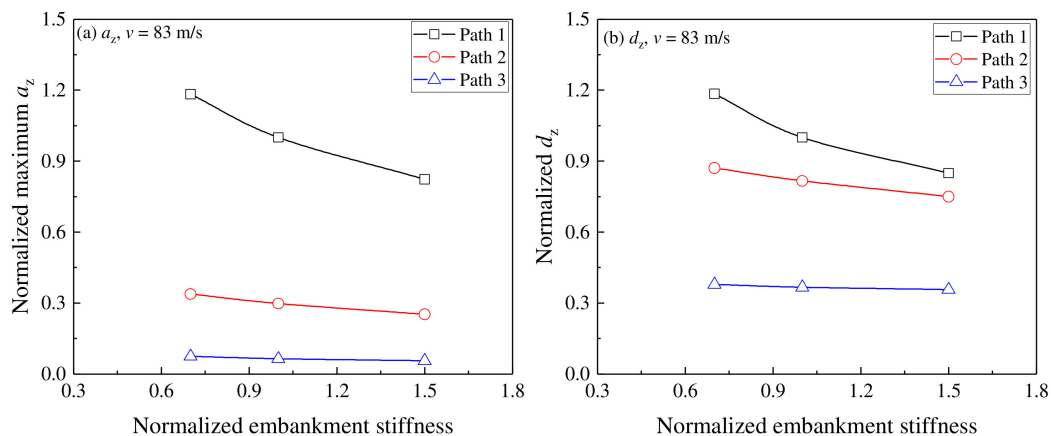 (a) a_z, v = 83 m/s
Path 1
Path 2
Path 3
Normalized maximum a_z
1.5
1.2
0.9
0.6
0.3
0.0
0.3 0.6 0.9 1.2 1.5 1.8
Normalized embankment stiffness
(b) d_z, v = 83 m/s
Path 1
Path 2
Path 3
Normalized d_z
1.5
1.2
0.9
0.6
0.3
0.0
0.3 0.6 0.9 1.2 1.5 1.8
Normalized embankment stiffness